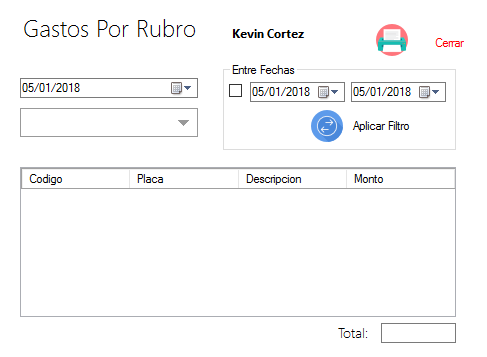 Gastos Por Rubro
Kevin Cortez
Cerrar
Entre Fechas
05/01/2018
05/01/2018
05/01/2018
Aplicar Filtro
Codigo
Placa
Descripcion
Monto
Total: